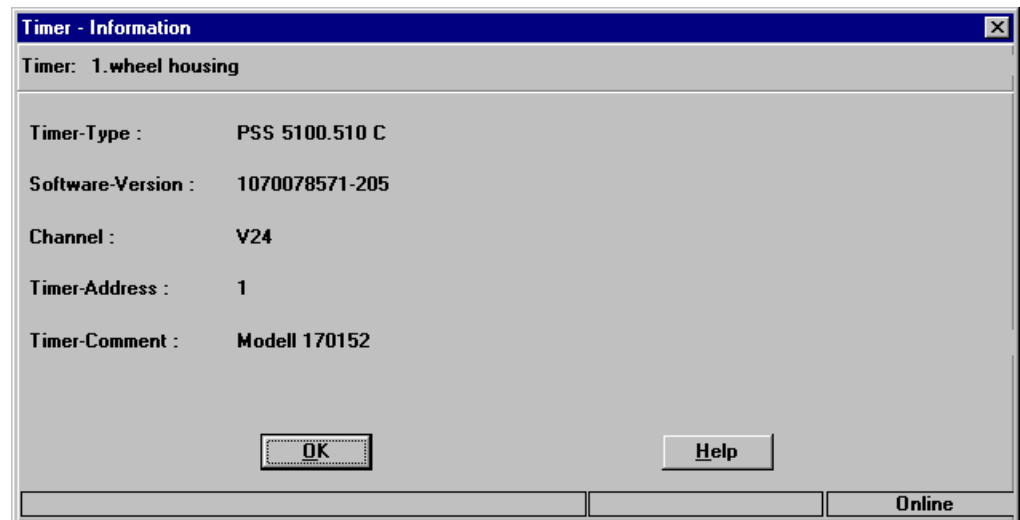 Timer - Information
Timer: 1.wheel housing
Timer-Type : PSS 5100.510 C
Software-Version : 1070078571-205
Channel : V24
Timer-Address : 1
Timer-Comment : Modell 170152
OK Help
Online